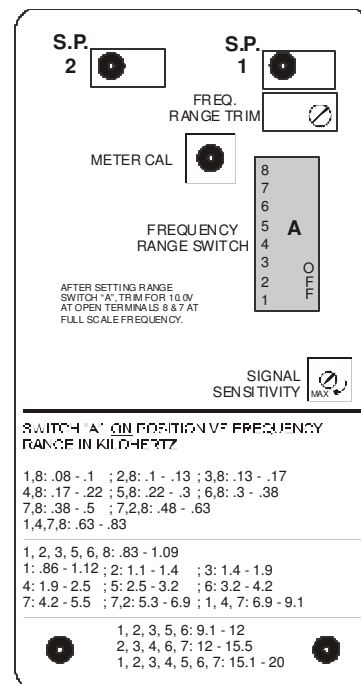 S.P. 2
S.P. 1
FREQ. RANGE TRIM
METER CAL
8
7
6
5
4
3
2
1
A
OFF
FREQUENCY RANGE SWITCH
AFTER SETTING RANGE
SWITCH "A", TRIM FOR 10.0V
AT OPEN TERMINALS 8 & 7 AT
FULL SCALE FREQUENCY.
SIGNAL SENSITIVITY
MAX
SWITCH "A" ON POSITION VS FREQUENCY
RANGE IN KILOHERTZ
1,8: .08 - .1 ; 2,8: .1 - .13 ; 3,8: .13 - .17
4,8: .17 - .22 ; 5,8: .22 - .3 ; 6,8: .3 - .38
7,8: .38 - .5 ; 7,2,8: .48 - .63
1,4,7,8: .63 - .83
1, 2, 3, 5, 6, 8: .83 - 1.09
1: .86 - 1.12 ; 2: 1.1 - 1.4 ; 3: 1.4 - 1.9
4: 1.9 - 2.5 ; 5: 2.5 - 3.2 ; 6: 3.2 - 4.2
7: 4.2 - 5.5 ; 7,2: 5.3 - 6.9 ; 1, 4, 7: 6.9 - 9.1
1, 2, 3, 5, 6: 9.1 - 12
2, 3, 4, 6, 7: 12 - 15.5
1, 2, 3, 4, 5, 6, 7: 15.1 - 20